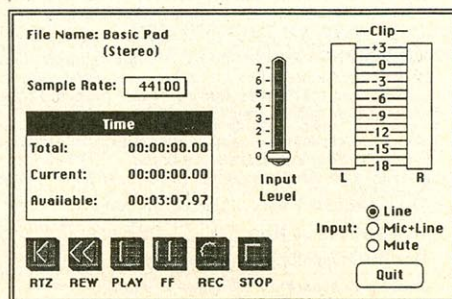 File Name: Basic Pad
(Stereo)
Sample Rate: 44100
Time
Total: 00:00:00.00
Current: 00:00:00.00
Available: 00:03:07.97
RTZ REW PLAY FF REC STOP
7-
6-
5-
4-
3-
2-
1-
0
Input
Level
Clip
+3
0
-3
-6
-9
-12
-15
-18
L R
Input:
Line
Mic+Line
Mute
Quit